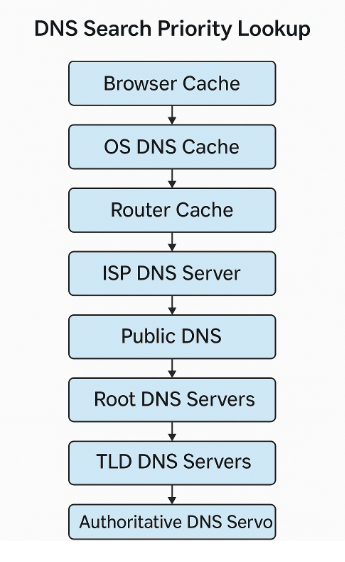 DNS Search Priority Lookup
Browser Cache
OS DNS Cache
Router Cache
ISP DNS Server
Public DNS
Root DNS Servers
TLD DNS Servers
Authoritative DNS Servo